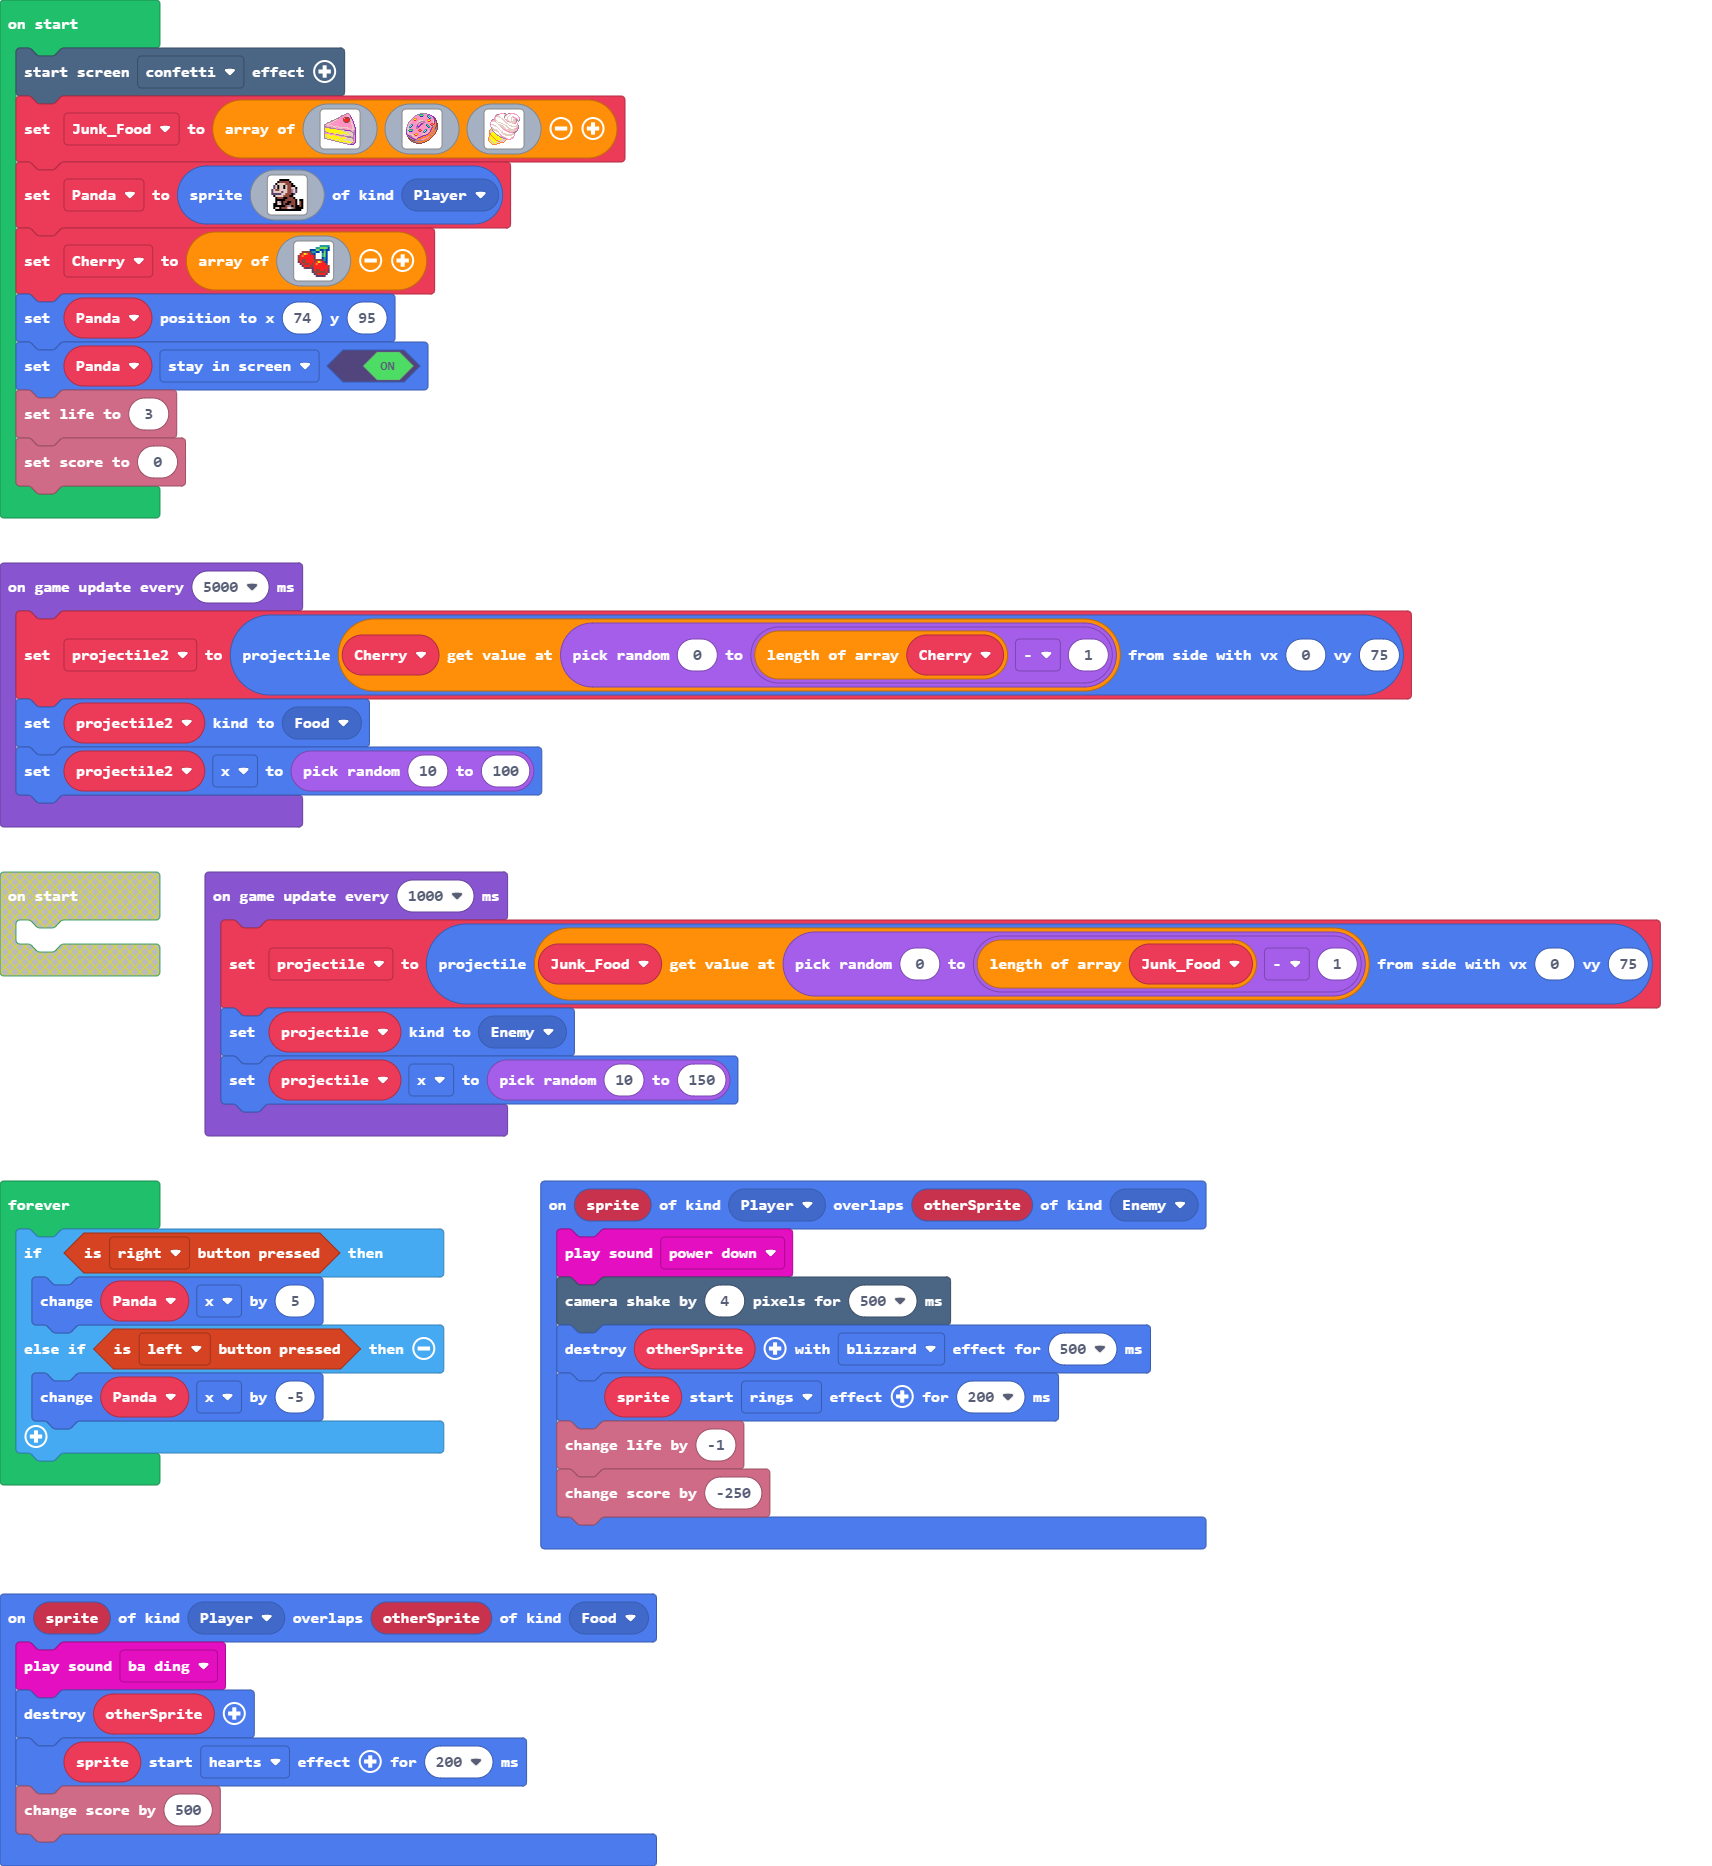 on start
start screen confetti effect
set Junk_Food to array of
set Panda to sprite of kind Player
set Cherry to array of
set Panda position to x 74 y 95
set Panda stay in screen ON
set life to 3
set score to 0
on game update every 5000 ms
set projectile2 to projectile Cherry get value at pick random 0 to length of array Cherry - 1 from side with vx 0 vy 75
set projectile2 kind to Food
set projectile2 x to pick random 10 to 100
on start
on game update every 1000 ms
set projectile to projectile Junk_Food get value at pick random 0 to length of array Junk_Food - 1 from side with vx 0 vy 75
set projectile kind to Enemy
set projectile x to pick random 10 to 150
forever
if is right button pressed then
change Panda x by 5
else if is left button pressed then
change Panda x by -5
on sprite of kind Player overlaps otherSprite of kind Enemy
play sound power down
camera shake by 4 pixels for 500 ms
destroy otherSprite with blizzard effect for 500 ms
sprite start rings effect for 200 ms
change life by -1
change score by -250
on sprite of kind Player overlaps otherSprite of kind Food
play sound ba ding
destroy otherSprite
sprite start hearts effect for 200 ms
change score by 500